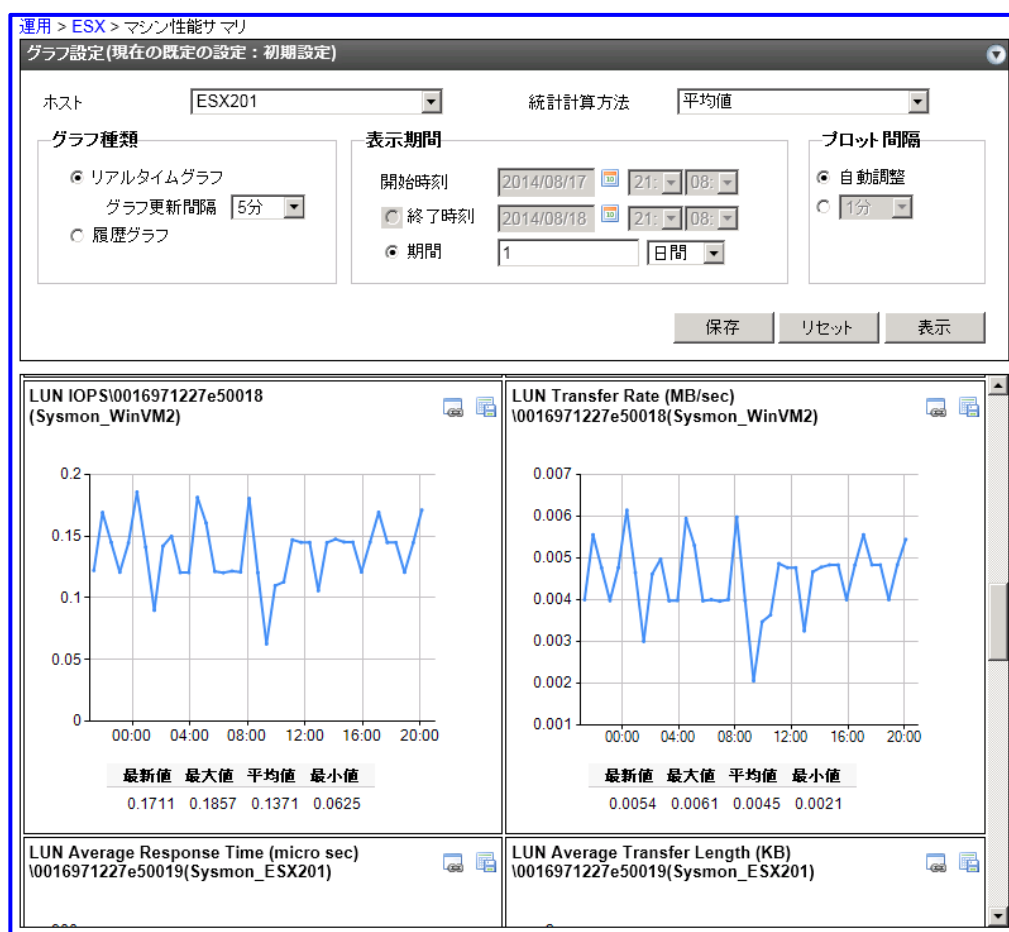 運用 > ESX > マシン性能サマリ
グラフ設定(現在の既定の設定：初期設定)
ホスト ESX201 統計計算方法 平均値
グラフ種類 表示期間 プロット間隔
リアルタイムグラフ 開始時刻 2014/08/17 21: 08: 自動調整
グラフ更新間隔 5分 終了時刻 2014/08/18 21: 08: 1分
履歴グラフ 期間 1 日間
保存 リセット 表示
LUN IOPS\0016971227e50018
(Sysmon_WinVM2)
0.2
0.15
0.1
0.05
0
00:00 04:00 08:00 12:00 16:00 20:00
最新値 最大値 平均値 最小値
0.1711 0.1857 0.1371 0.0625
LUN Transfer Rate (MB/sec)
\0016971227e50018(Sysmon_WinVM2)
0.007
0.006
0.005
0.004
0.003
0.002
0.001
00:00 04:00 08:00 12:00 16:00 20:00
最新値 最大値 平均値 最小値
0.0054 0.0061 0.0045 0.0021
LUN Average Response Time (micro sec)
\0016971227e50019(Sysmon_ESX201)
LUN Average Transfer Length (KB)
\0016971227e50019(Sysmon_ESX201)